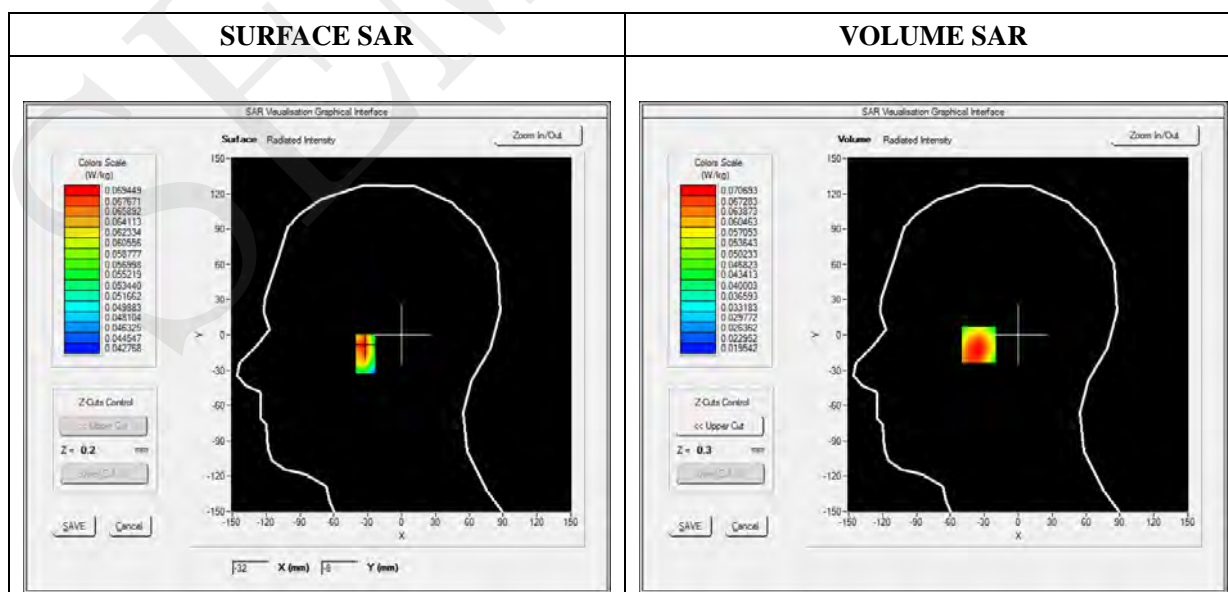 SURFACE SAR
VOLUME SAR
SAR Visualisation Graphical Interface
Surface Radiated Intensity
Zoom In/Out
Colors Scale
(W/kg)
0.069449
0.067671
0.065892
0.064113
0.062334
0.060556
0.058777
0.056998
0.055219
0.053440
0.051662
0.049883
0.048104
0.046325
0.044547
0.042768
Z-Cuts Control
<< Upper Cut
Z = 0.2 mm
SAVE
Cancel
150
120
90
60
30
0
-30
-60
-90
-120
-150
Y
-150 -120 -90 -60 -30 0 30 60 90 120 150
X
-32 X (mm) -8 Y (mm)
SAR Visualisation Graphical Interface
Volume Radiated Intensity
Zoom In/Out
Colors Scale
(W/kg)
0.070693
0.067283
0.063873
0.060463
0.057053
0.053643
0.050233
0.046823
0.043413
0.040003
0.036593
0.033183
0.029772
0.026362
0.022952
0.019542
Z-Cuts Control
<< Upper Cut
Z = 0.3 mm
SAVE
Cancel
150
120
90
60
30
0
-30
-60
-90
-120
-150
Y
-150 -120 -90 -60 -30 0 30 60 90 120 150
X